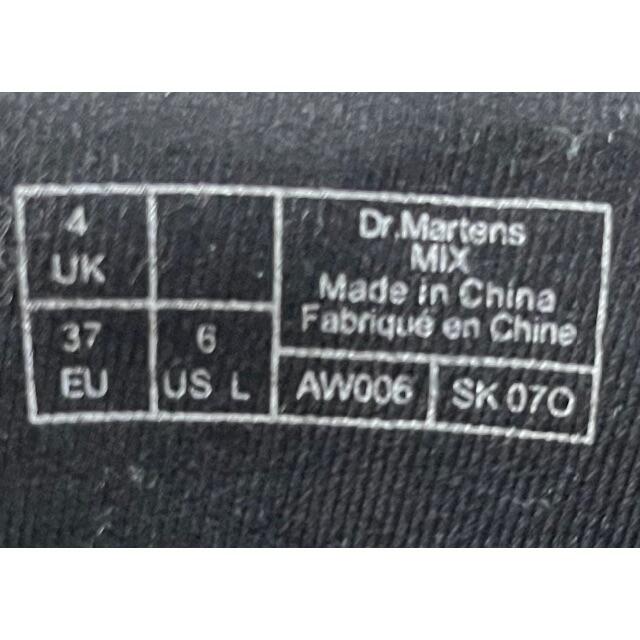 4
UK
37
EU
6
US L
Dr.Martens
MIX
Made in China
Fabriqué en Chine
AW006
SK 07O